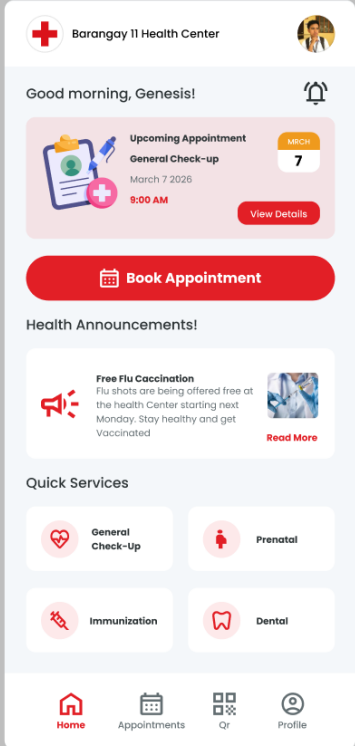 Barangay 11 Health Center
Good morning, Genesis!
Upcoming Appointment
General Check-up
March 7 2026
9:00 AM
MRCH
7
View Details
Book Appointment
Health Announcements!
Free Flu Caccination
Flu shots are being offered free at
the health Center starting next
Monday. Stay healthy and get
Vaccinated
Read More
Quick Services
General
Check-Up
Prenatal
Immunization
Dental
Home
Appointments
Qr
Profile